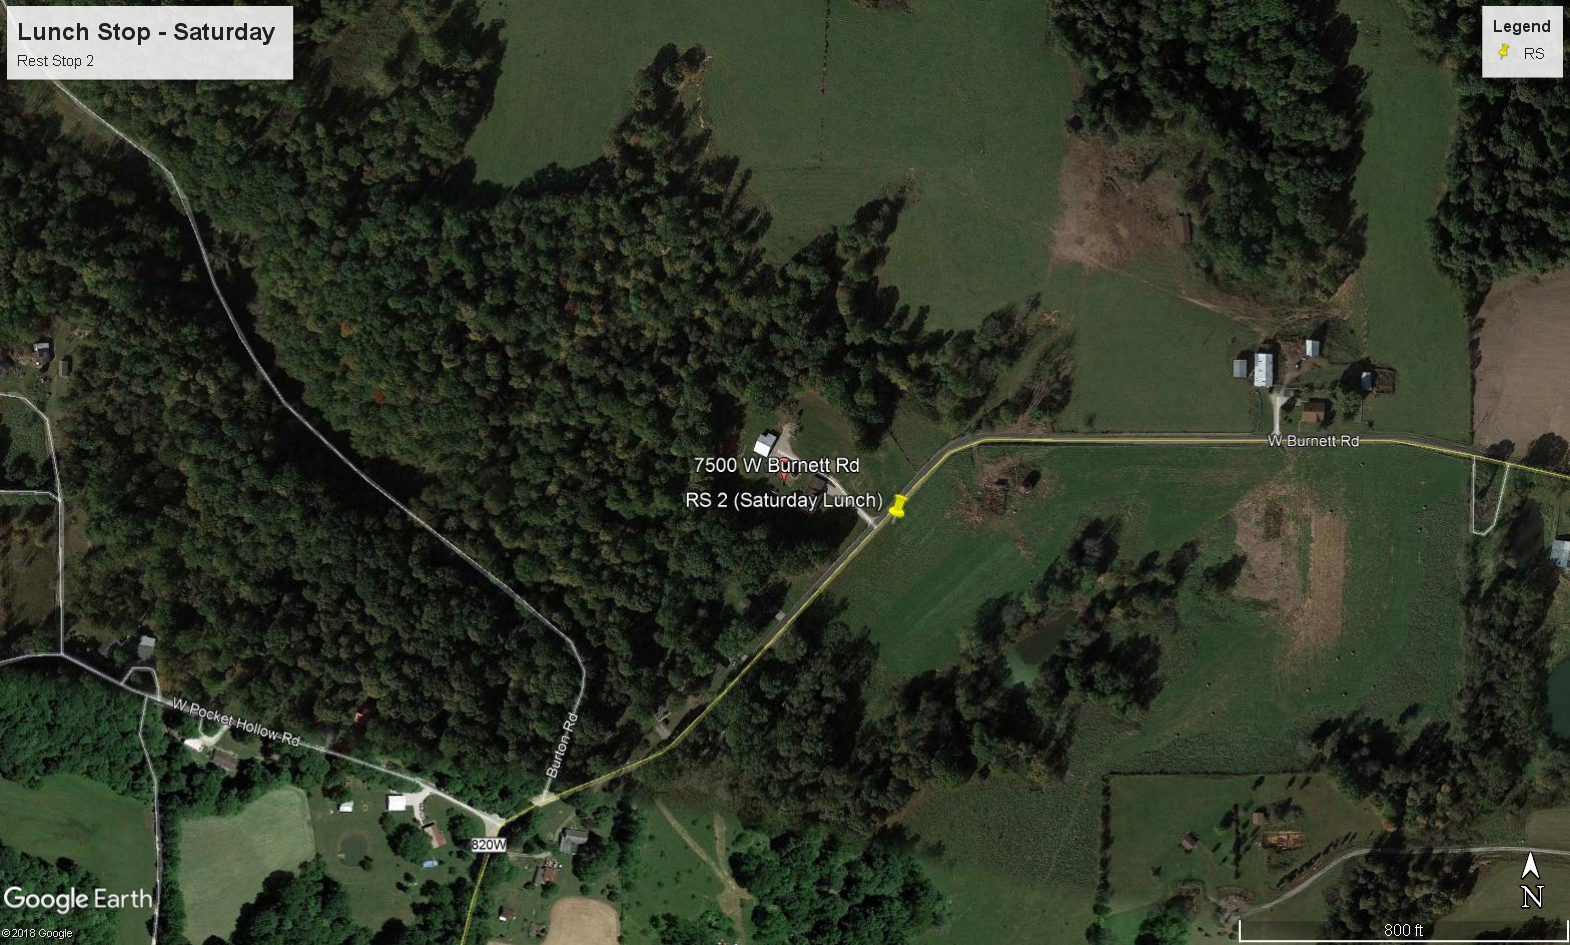 Lunch Stop - Saturday
Rest Stop 2
Legend
RS
W Burnett Rd
7500 W Burnett Rd
RS 2 (Saturday Lunch)
W Pocket Hollow Rd
Burton Rd
820W
Google Earth
©2018 Google
N
800 ft